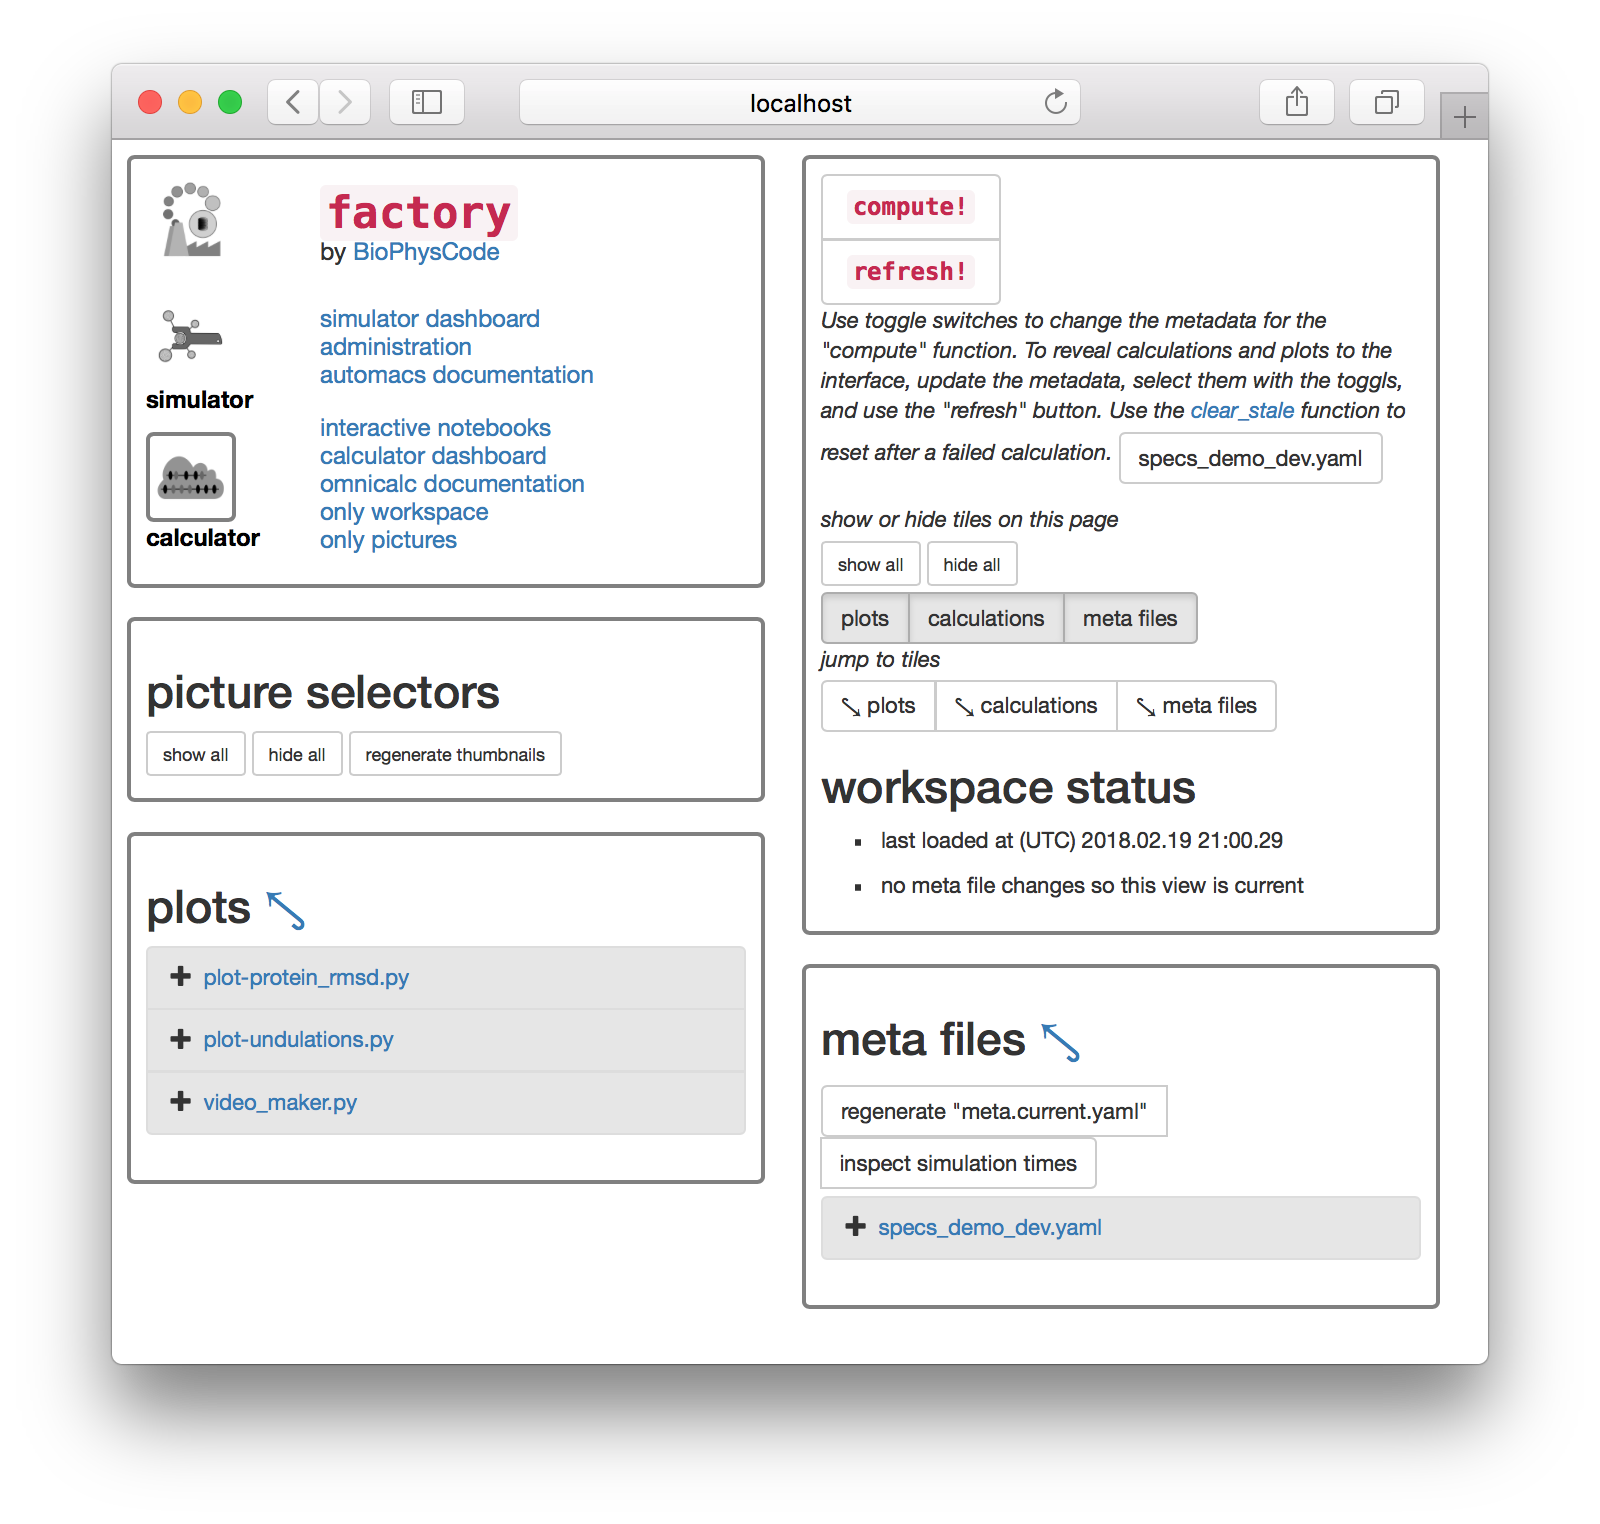 localhost
factory
by BioPhysCode
simulator dashboard
administration
automacs documentation
simulator
interactive notebooks
calculator dashboard
omnicalc documentation
only workspace
only pictures
calculator
picture selectors
show all
hide all
regenerate thumbnails
plots
plot-protein_rmsd.py
plot-undulations.py
video_maker.py
compute!
refresh!
Use toggle switches to change the metadata for the
"compute" function. To reveal calculations and plots to the
interface, update the metadata, select them with the toggls,
and use the "refresh" button. Use the clear_stale function to
reset after a failed calculation. specs_demo_dev.yaml
show or hide tiles on this page
show all
hide all
plots
calculations
meta files
jump to tiles
plots
calculations
meta files
workspace status
last loaded at (UTC) 2018.02.19 21:00.29
no meta file changes so this view is current
meta files
regenerate "meta.current.yaml"
inspect simulation times
specs_demo_dev.yaml